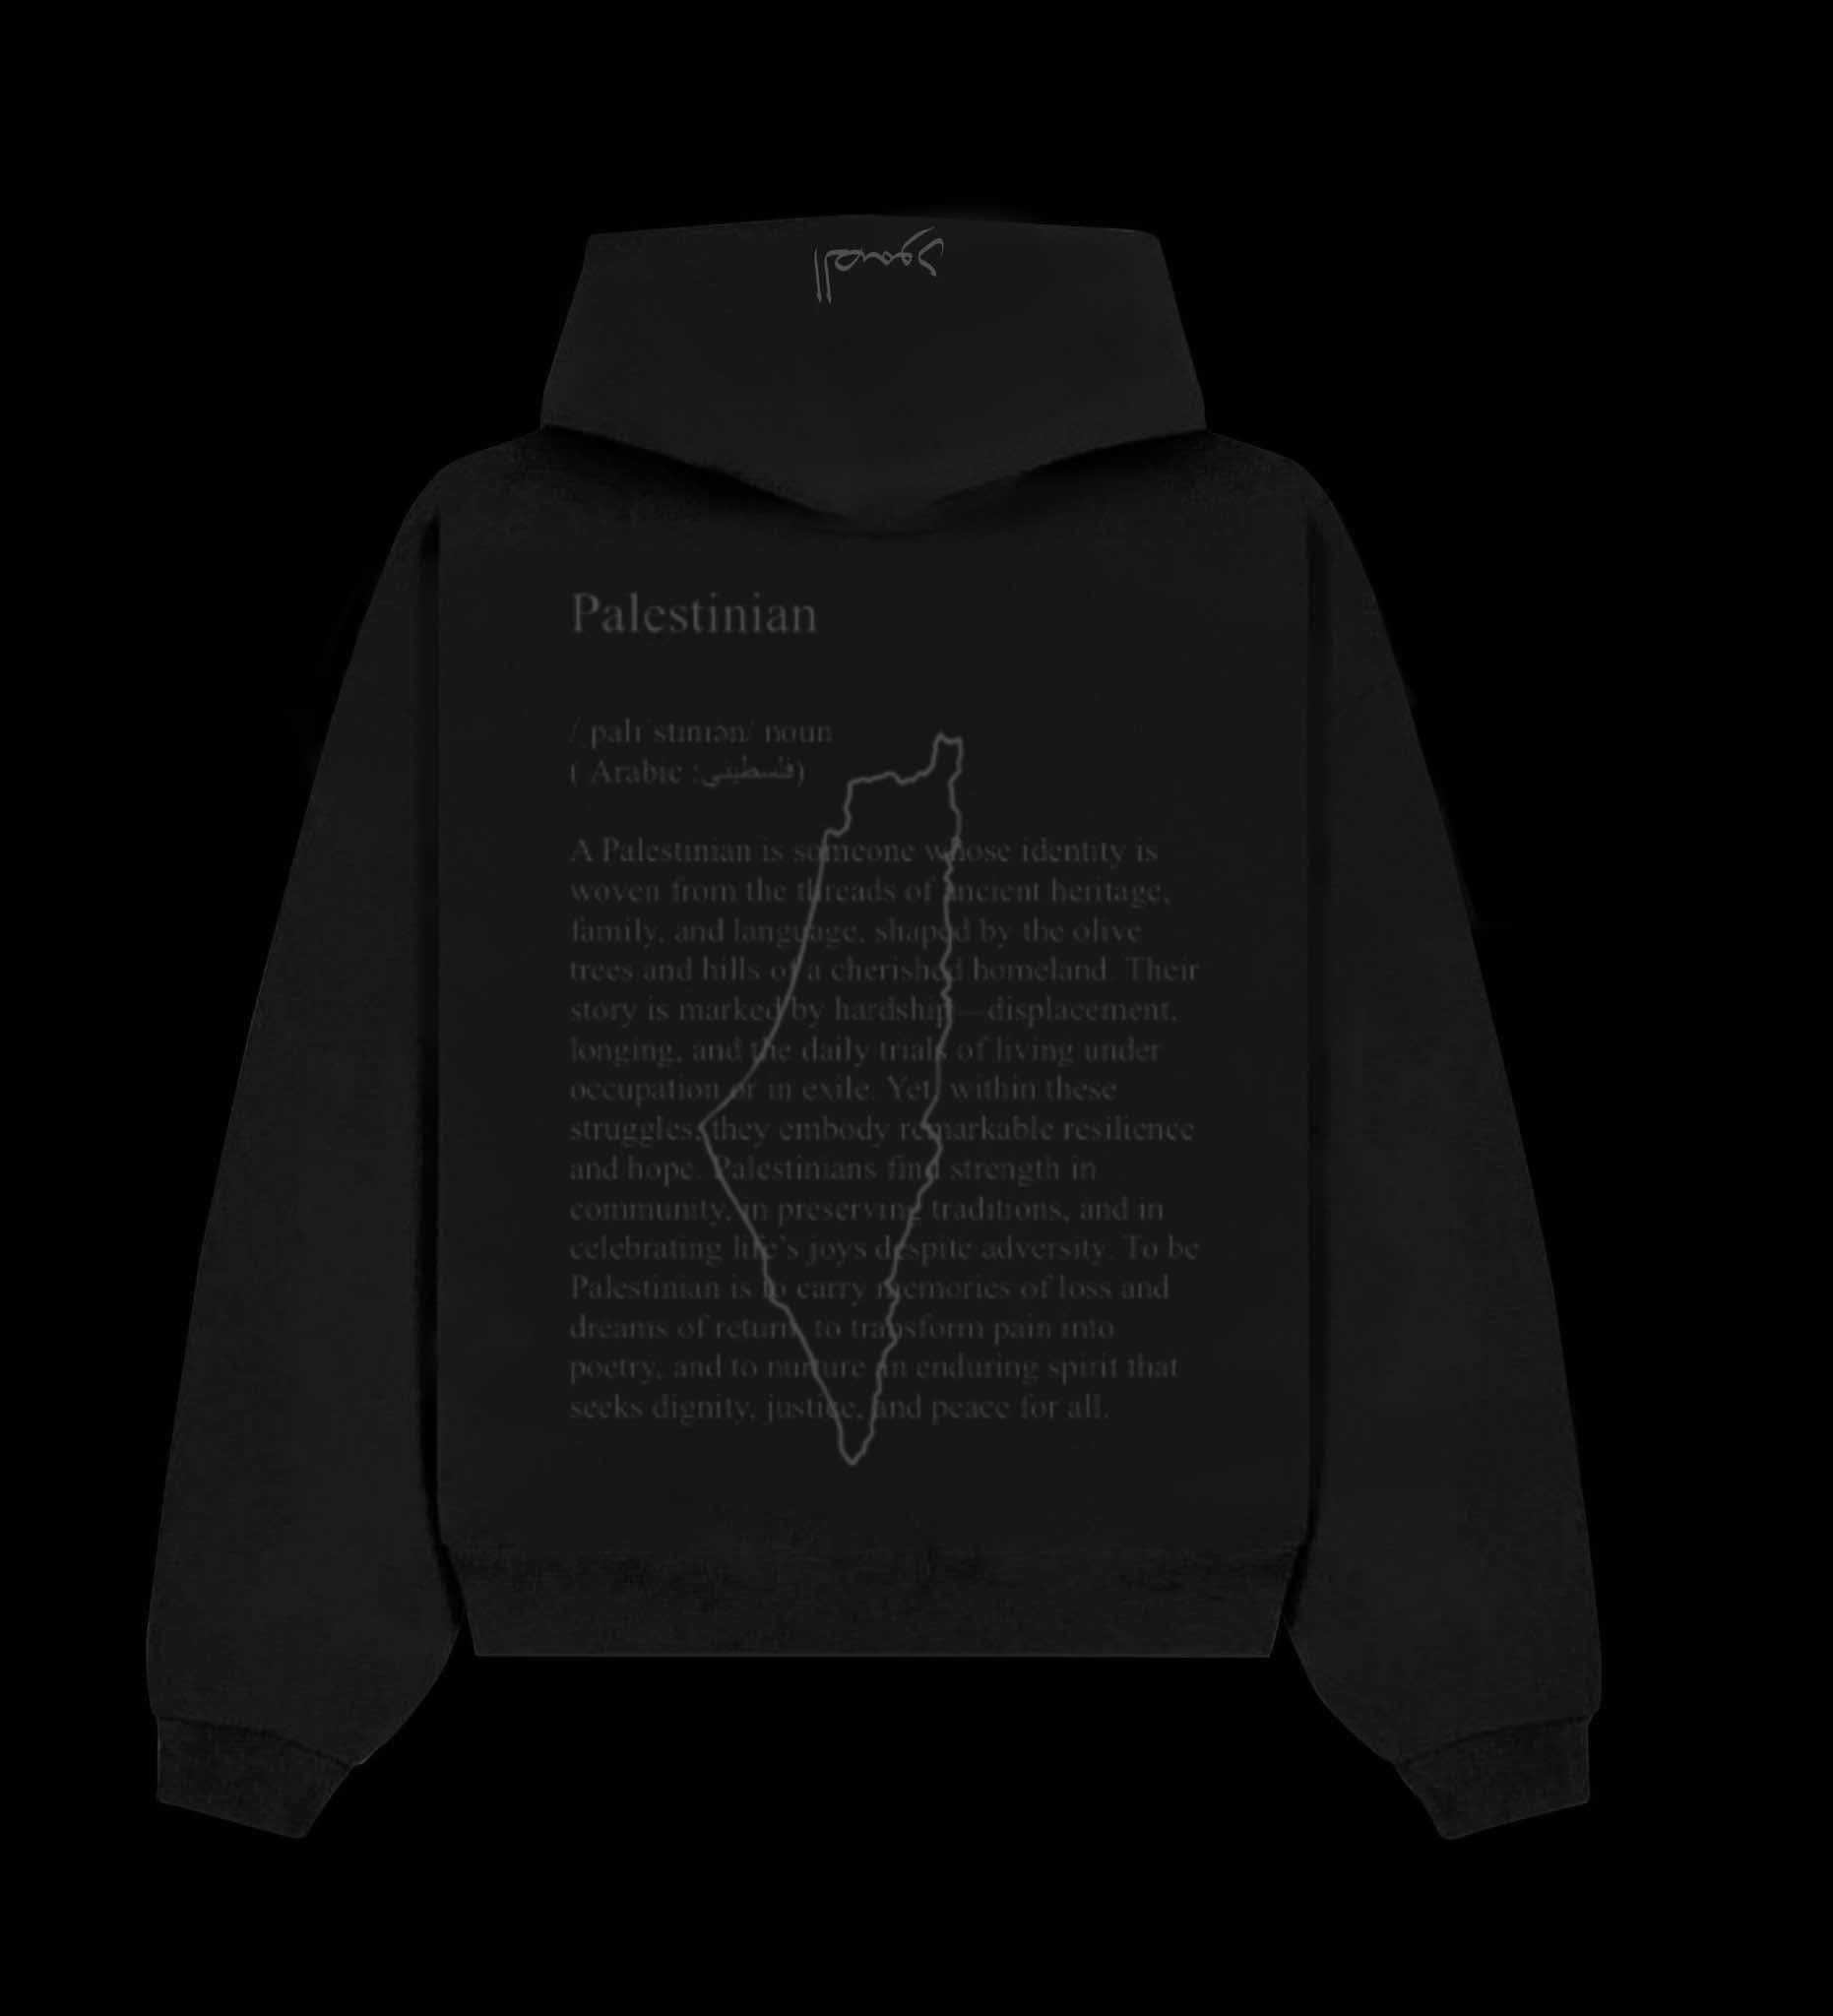 الصمود
Palestinian
/ˌpalɪˈstɪnɪən/ noun
( Arabic :فلسطيني)
A Palestinian is someone whose identity is
woven from the threads of ancient heritage,
family, and language, shaped by the olive
trees and hills of a cherished homeland. Their
story is marked by hardship—displacement,
longing, and the daily trials of living under
occupation or in exile. Yet, within these
struggles, they embody remarkable resilience
and hope. Palestinians find strength in
community, in preserving traditions, and in
celebrating life's joys despite adversity. To be
Palestinian is to carry memories of loss and
dreams of return, to transform pain into
poetry, and to nurture an enduring spirit that
seeks dignity, justice, and peace for all.